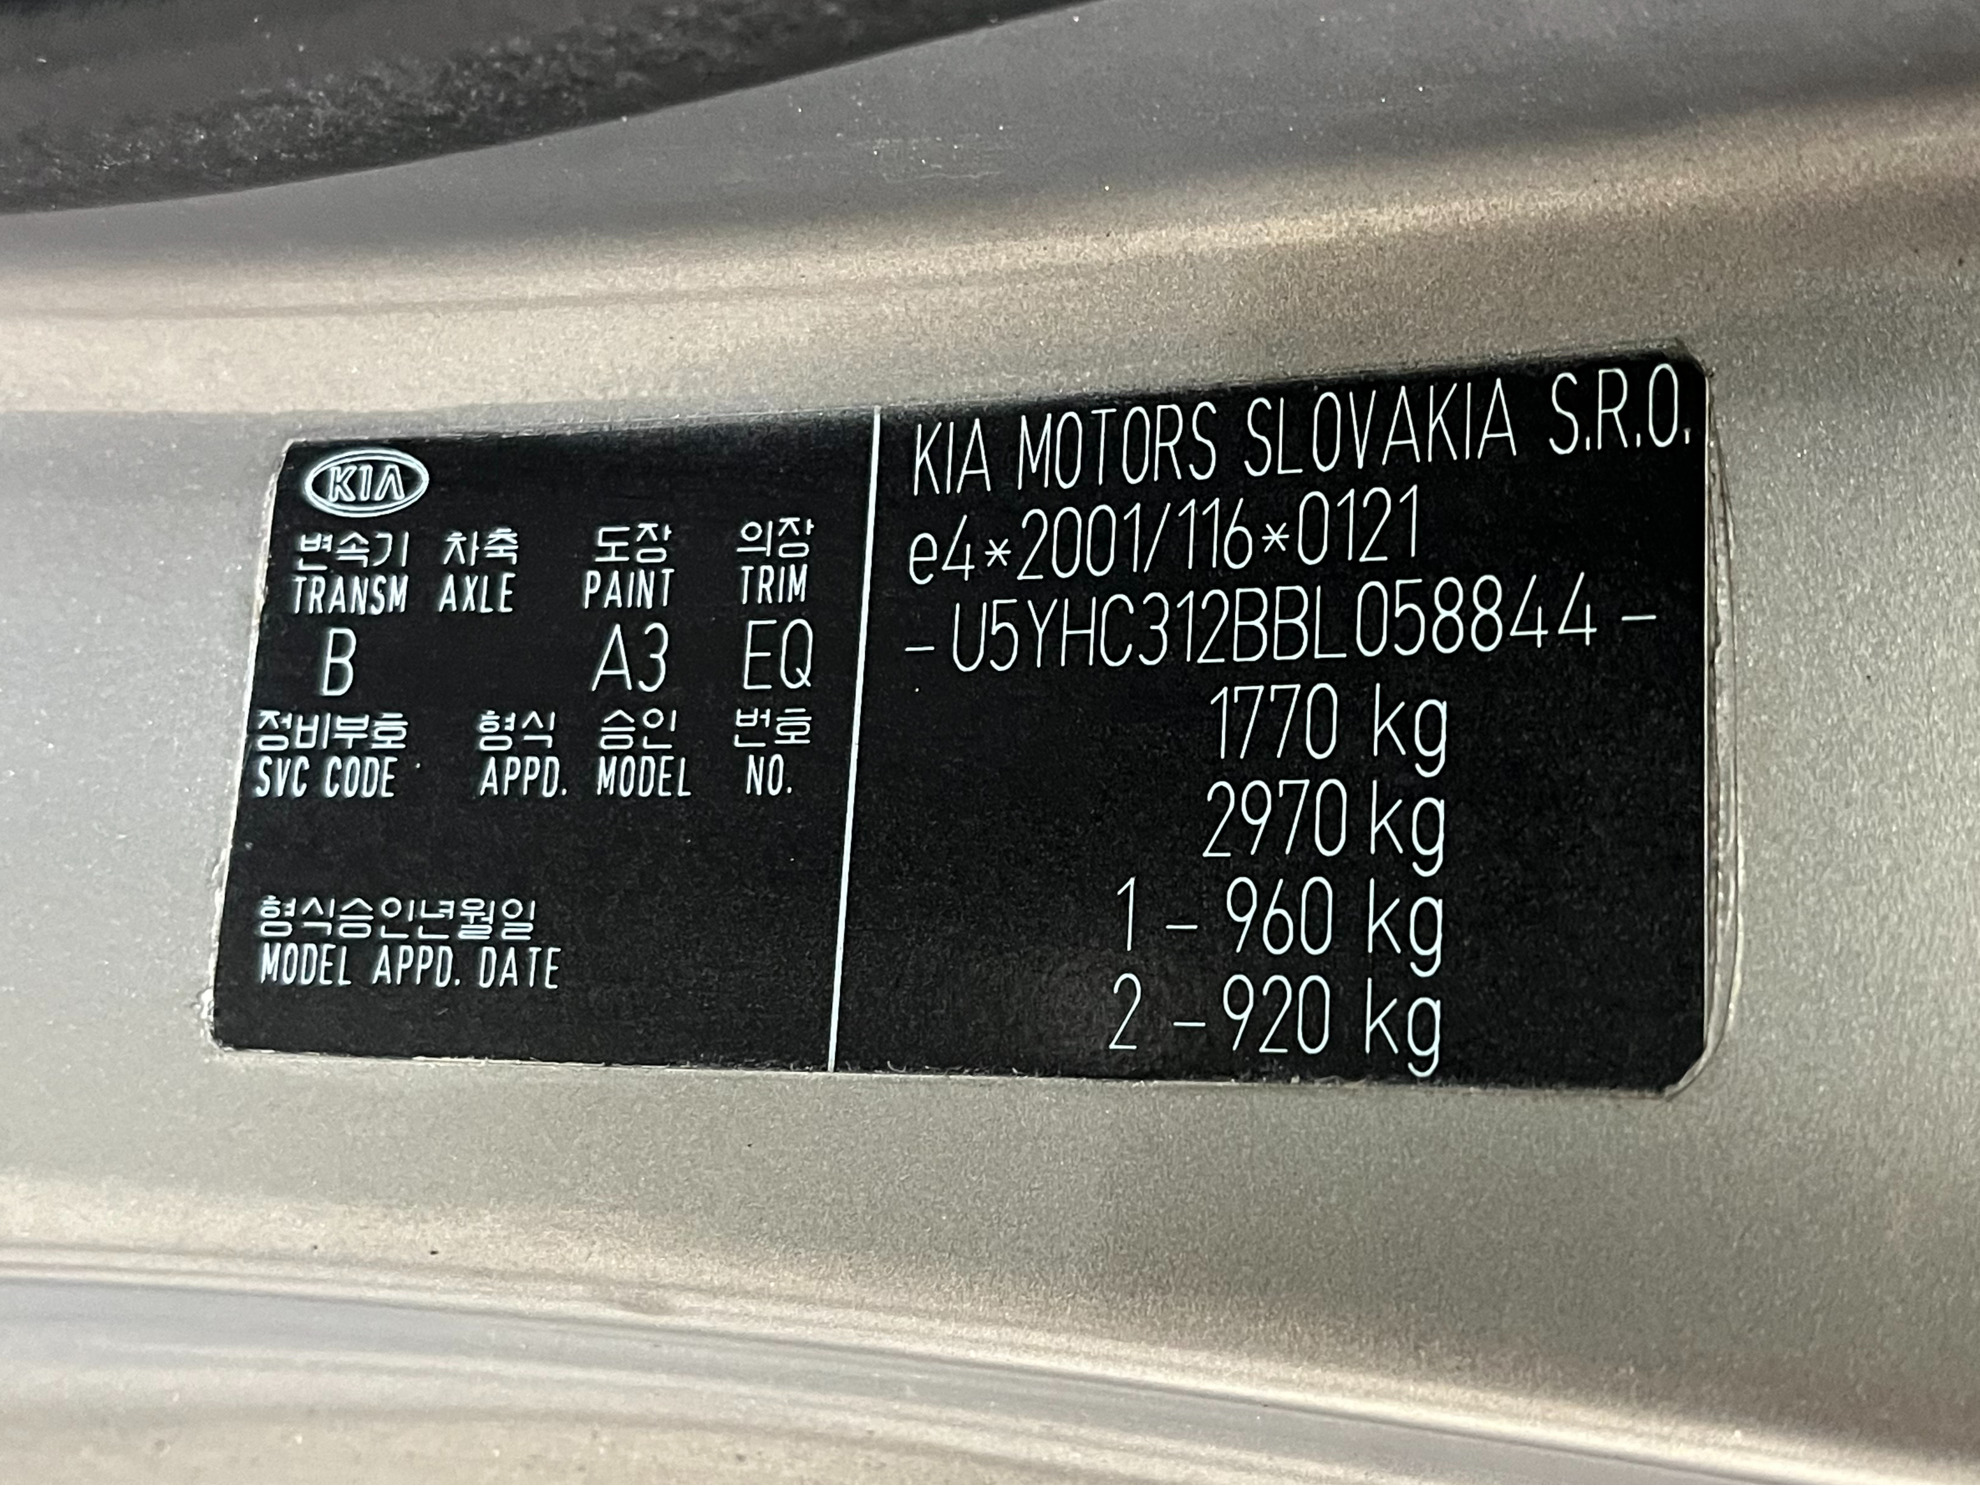 KIA
변속기 차축 도장 의장
TRANSM AXLE PAINT TRIM
B A3 EQ
정비부호 형식 승인 번호
SVC CODE APPD. MODEL NO.
형식승인년월일
MODEL APPD. DATE
KIA MOTORS SLOVAKIA S.R.O.
e4*2001/116*0121
-U5YHC312BBL058844-
1770 kg
2970 kg
1 - 960 kg
2 - 920 kg